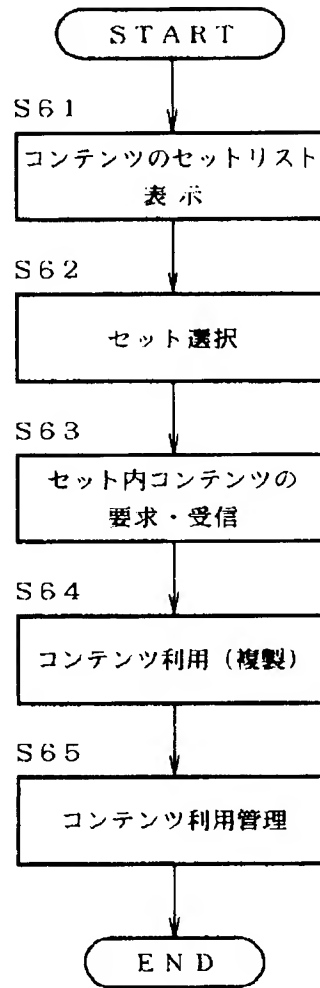 START
S61
コンテンツのセットリスト
表示
S62
セット選択
S63
セット内コンテンツの
要求・受信
S64
コンテンツ利用（複製）
S65
コンテンツ利用管理
END